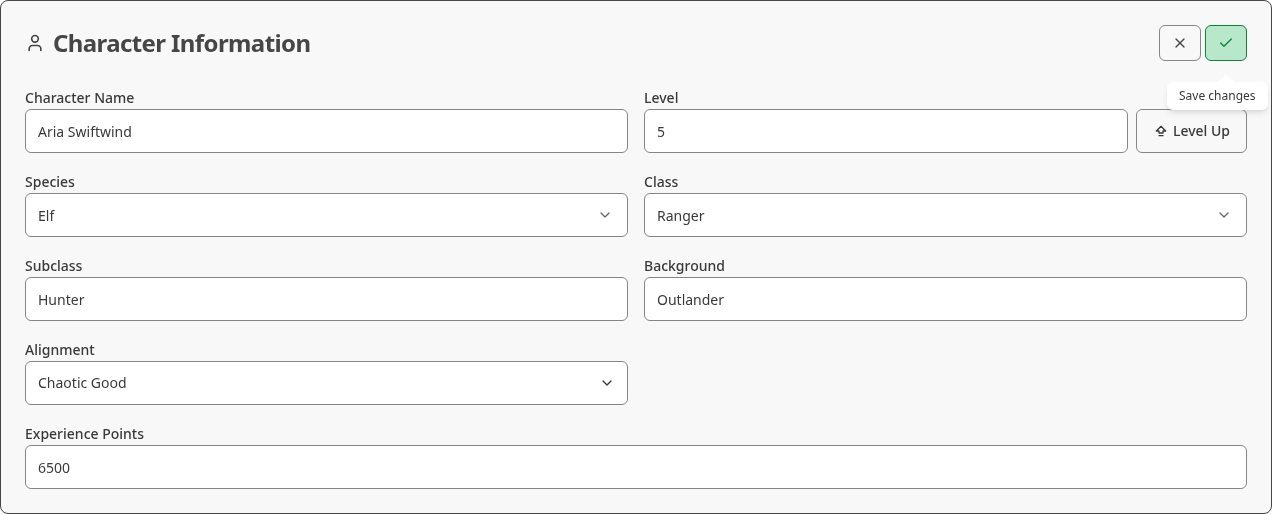 Character Information
Save changes
Character Name
Aria Swiftwind
Level
5
Level Up
Species
Elf
Class
Ranger
Subclass
Hunter
Background
Outlander
Alignment
Chaotic Good
Experience Points
6500